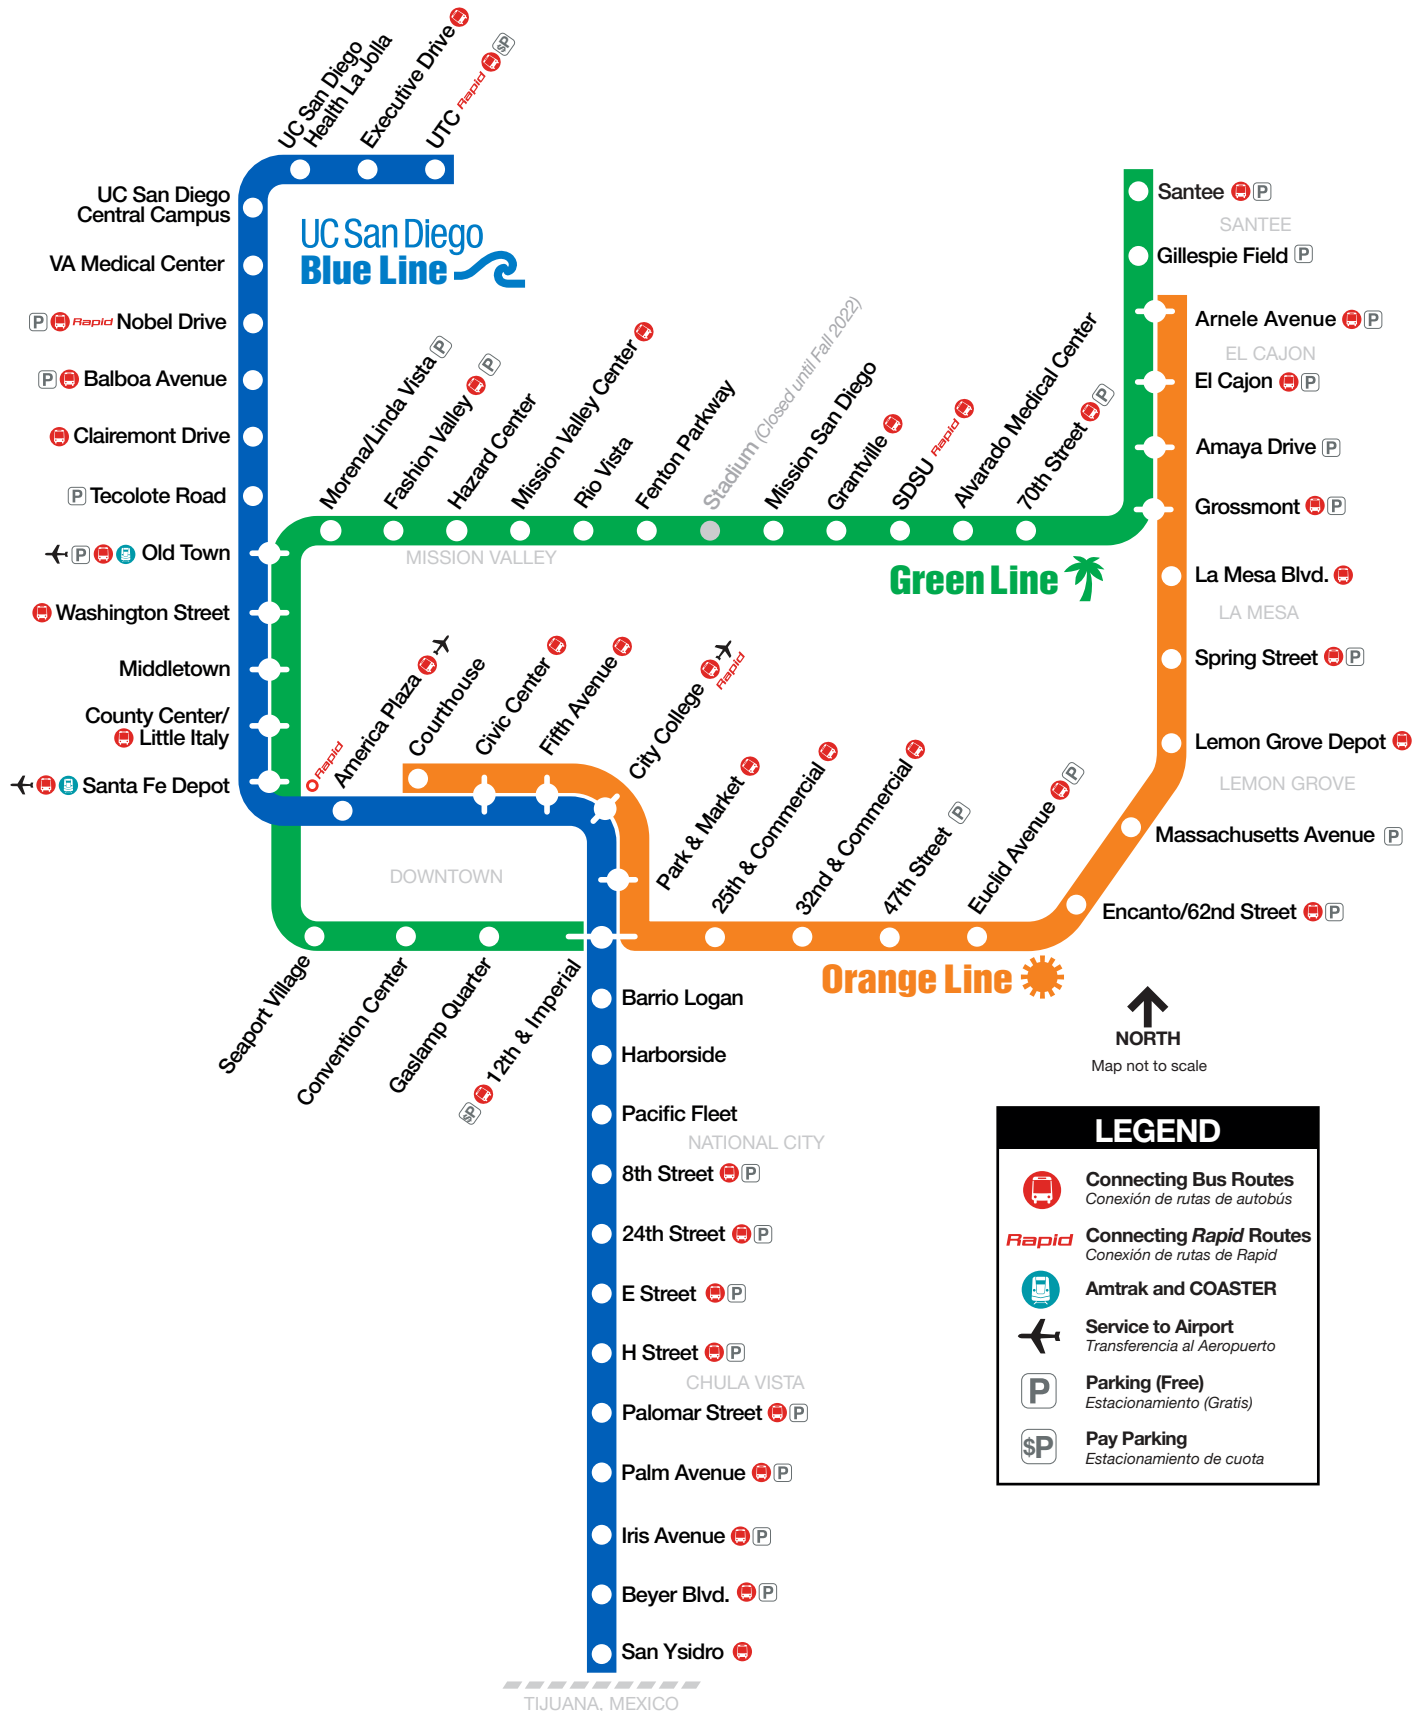 UC San Diego
Health La Jolla
Executive Drive
UTC Rapid $P
UC San Diego
Central Campus
VA Medical Center
P Rapid Nobel Drive
P Balboa Avenue
Clairemont Drive
P Tecolote Road
P Old Town
Washington Street
Middletown
County Center/
Little Italy
Santa Fe Depot
UC San Diego
Blue Line
Morena/Linda Vista P
Fashion Valley P
Hazard Center
Mission Valley Center
Rio Vista
Fenton Parkway
Stadium (Closed until Fall 2022)
Mission San Diego
Grantville
SDSU Rapid
Alvarado Medical Center
70th Street P
MISSION VALLEY
Green Line
Santee P
SANTEE
Gillespie Field P
Arnele Avenue P
EL CAJON
El Cajon P
Amaya Drive P
Grossmont P
La Mesa Blvd.
LA MESA
Spring Street P
Lemon Grove Depot
LEMON GROVE
Massachusetts Avenue P
Encanto/62nd Street P
Rapid
America Plaza
Courthouse
Civic Center
Fifth Avenue
City College Rapid
Park & Market
25th & Commercial
32nd & Commercial
47th Street P
Euclid Avenue P
DOWNTOWN
Orange Line
Seaport Village
Convention Center
Gaslamp Quarter
$P 12th & Imperial
Barrio Logan
Harborside
Pacific Fleet
NATIONAL CITY
8th Street P
24th Street P
E Street P
H Street P
CHULA VISTA
Palomar Street P
Palm Avenue P
Iris Avenue P
Beyer Blvd. P
San Ysidro
TIJUANA, MEXICO
NORTH
Map not to scale
LEGEND
Connecting Bus Routes
Conexión de rutas de autobús
Rapid Connecting Rapid Routes
Conexión de rutas de Rapid
Amtrak and COASTER
Service to Airport
Transferencia al Aeropuerto
P Parking (Free)
Estacionamiento (Gratis)
$P Pay Parking
Estacionamiento de cuota